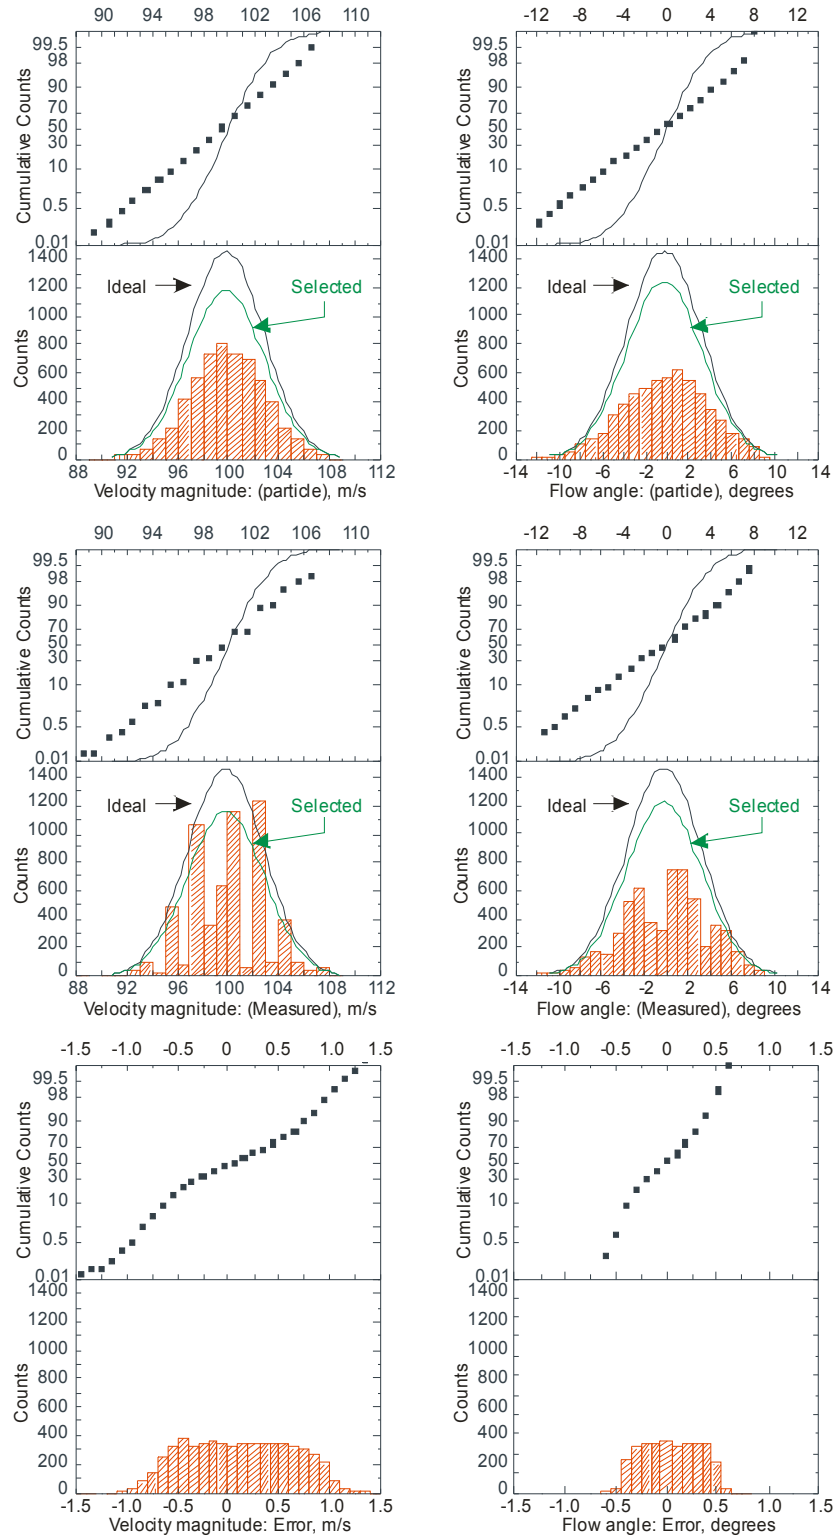 90 94 98 102 106 110
-12 -8 -4 0 4 8 12
Cumulative Counts
99.5
98
90
70
50
30
10
0.5
0.01
Cumulative Counts
99.5
98
90
70
50
30
10
0.5
0.01
Counts
1400
1200
1000
800
600
400
200
0
Ideal
Selected
88 92 96 100 104 108 112
Velocity magnitude: (particle), m/s
Counts
1400
1200
1000
800
600
400
200
0
Ideal
Selected
-14 -10 -6 -2 2 6 10 14
Flow angle: (particle), degrees
90 94 98 102 106 110
-12 -8 -4 0 4 8 12
Cumulative Counts
99.5
98
90
70
50
30
10
0.5
0.01
Cumulative Counts
99.5
98
90
70
50
30
10
0.5
0.01
Counts
1400
1200
1000
800
600
400
200
0
Ideal
Selected
88 92 96 100 104 108 112
Velocity magnitude: (Measured), m/s
Counts
1400
1200
1000
800
600
400
200
0
Ideal
Selected
-14 -10 -6 -2 2 6 10 14
Flow angle: (Measured), degrees
-1.5 -1.0 -0.5 0 0.5 1.0 1.5
-1.5 -1.0 -0.5 0 0.5 1.0 1.5
Cumulative Counts
99.5
98
90
70
50
30
10
0.5
0.01
Cumulative Counts
99.5
98
90
70
50
30
10
0.5
0.01
Counts
1400
1200
1000
800
600
400
200
0
-1.5 -1.0 -0.5 0 0.5 1.0 1.5
Velocity magnitude: Error, m/s
Counts
1400
1200
1000
800
600
400
200
0
-1.5 -1.0 -0.5 0 0.5 1.0 1.5
Flow angle: Error, degrees